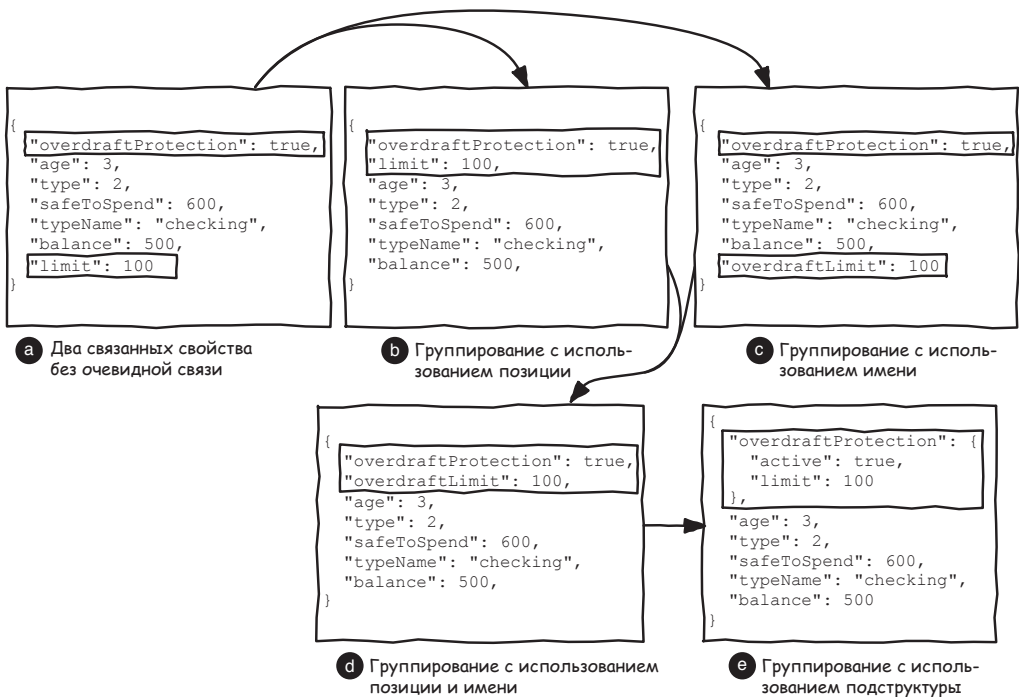 {
"overdraftProtection": true,
"age": 3,
"type": 2,
"safeToSpend": 600,
"typeName": "checking",
"balance": 500,
"limit": 100
}
a Два связанных свойства
без очевидной связи
{
"overdraftProtection": true,
"limit": 100,
"age": 3,
"type": 2,
"safeToSpend": 600,
"typeName": "checking",
"balance": 500,
}
b Группирование с исполь-
зованием позиции
{
"overdraftProtection": true,
"age": 3,
"type": 2,
"safeToSpend": 600,
"typeName": "checking",
"balance": 500,
"overdraftLimit": 100
}
c Группирование с исполь-
зованием имени
{
"overdraftProtection": true,
"overdraftLimit": 100,
"age": 3,
"type": 2,
"safeToSpend": 600,
"typeName": "checking",
"balance": 500,
}
d Группирование с использованием
позиции и имени
{
"overdraftProtection": {
"active": true,
"limit": 100
},
"age": 3,
"type": 2,
"safeToSpend": 600,
"typeName": "checking",
"balance": 500
}
e Группирование с исполь-
зованием подструктуры